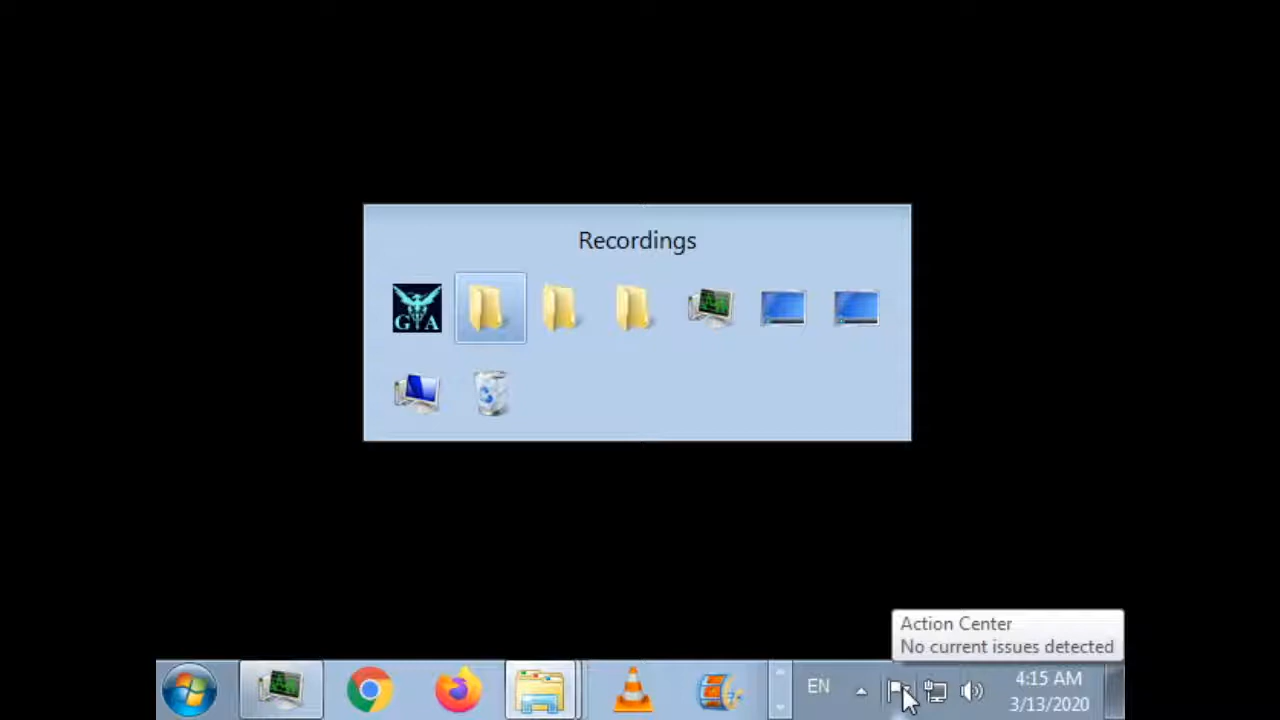 Recordings
G A
Action Center
No current issues detected
EN
4:15 AM
3/13/2020